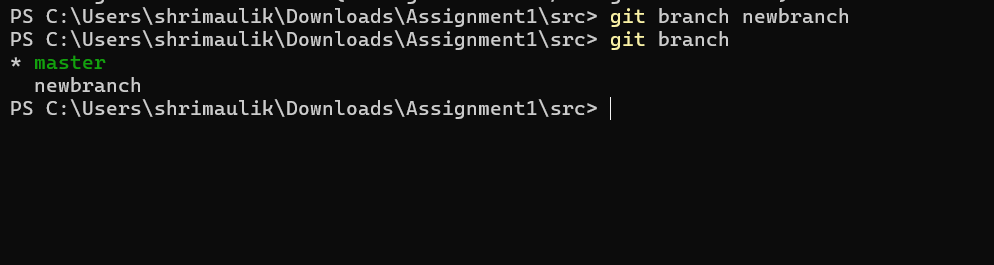 PS C:\Users\shrimaulik\Downloads\Assignment1\src> git branch newbranch
PS C:\Users\shrimaulik\Downloads\Assignment1\src> git branch
* master
  newbranch
PS C:\Users\shrimaulik\Downloads\Assignment1\src>